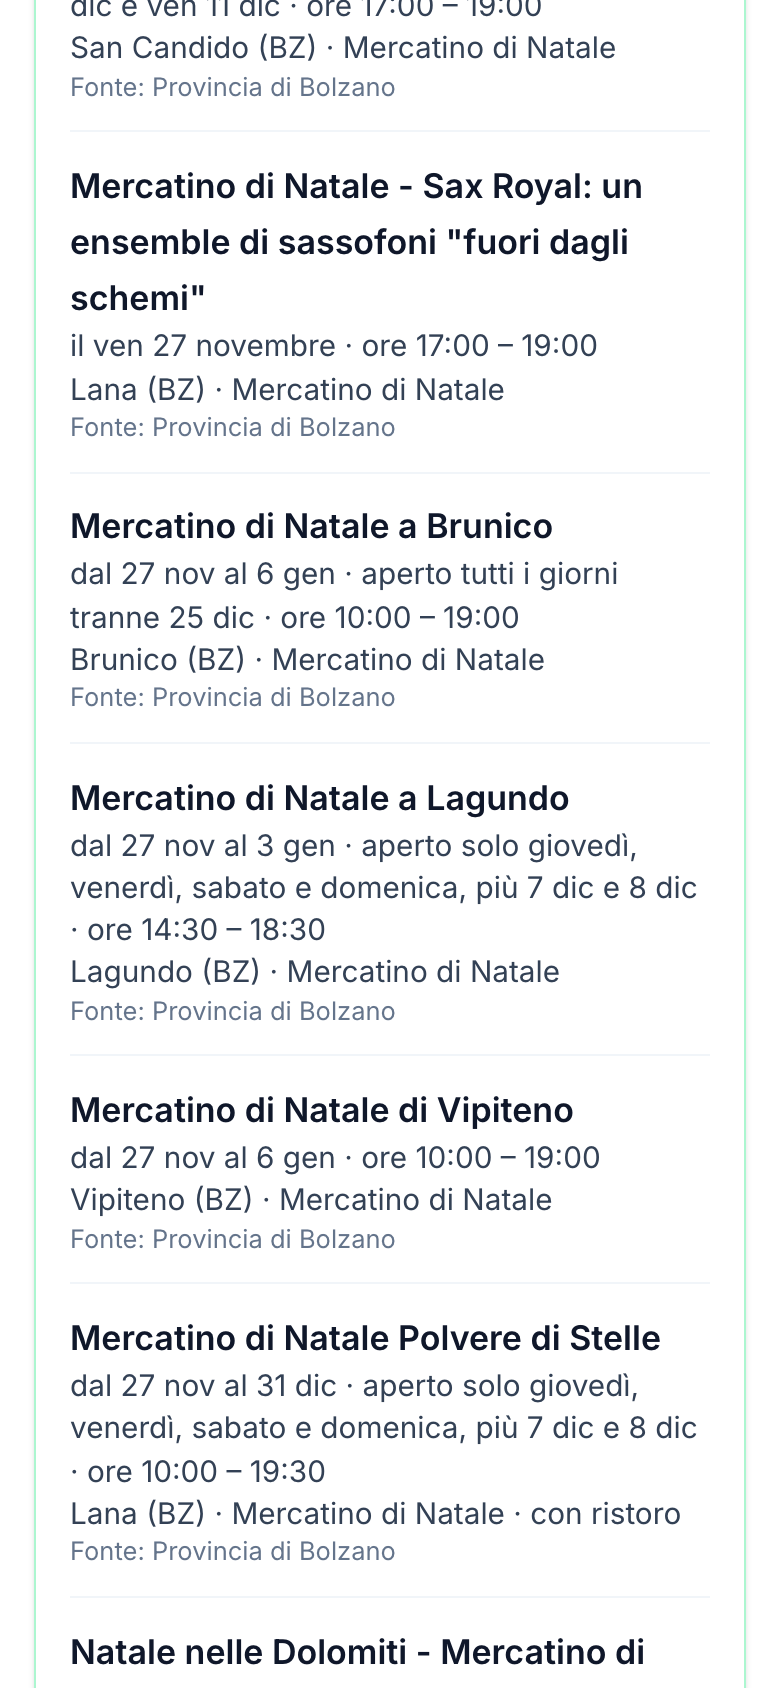 dic e ven 11 dic · ore 17:00 – 19:00
San Candido (BZ) · Mercatino di Natale
Fonte: Provincia di Bolzano
Mercatino di Natale - Sax Royal: un
ensemble di sassofoni "fuori dagli
schemi"
il ven 27 novembre · ore 17:00 – 19:00
Lana (BZ) · Mercatino di Natale
Fonte: Provincia di Bolzano
Mercatino di Natale a Brunico
dal 27 nov al 6 gen · aperto tutti i giorni
tranne 25 dic · ore 10:00 – 19:00
Brunico (BZ) · Mercatino di Natale
Fonte: Provincia di Bolzano
Mercatino di Natale a Lagundo
dal 27 nov al 3 gen · aperto solo giovedì,
venerdì, sabato e domenica, più 7 dic e 8 dic
· ore 14:30 – 18:30
Lagundo (BZ) · Mercatino di Natale
Fonte: Provincia di Bolzano
Mercatino di Natale di Vipiteno
dal 27 nov al 6 gen · ore 10:00 – 19:00
Vipiteno (BZ) · Mercatino di Natale
Fonte: Provincia di Bolzano
Mercatino di Natale Polvere di Stelle
dal 27 nov al 31 dic · aperto solo giovedì,
venerdì, sabato e domenica, più 7 dic e 8 dic
· ore 10:00 – 19:30
Lana (BZ) · Mercatino di Natale · con ristoro
Fonte: Provincia di Bolzano
Natale nelle Dolomiti - Mercatino di